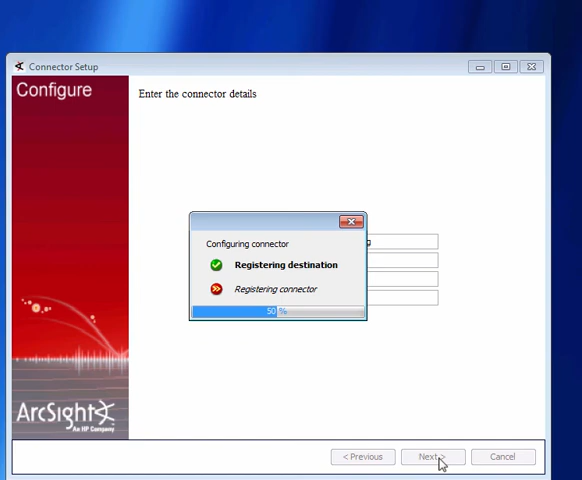 Connector Setup
Configure
Enter the connector details
Configuring connector
Registering destination
Registering connector
50 %
ArcSight
An HP Company
< Previous
Next >
Cancel